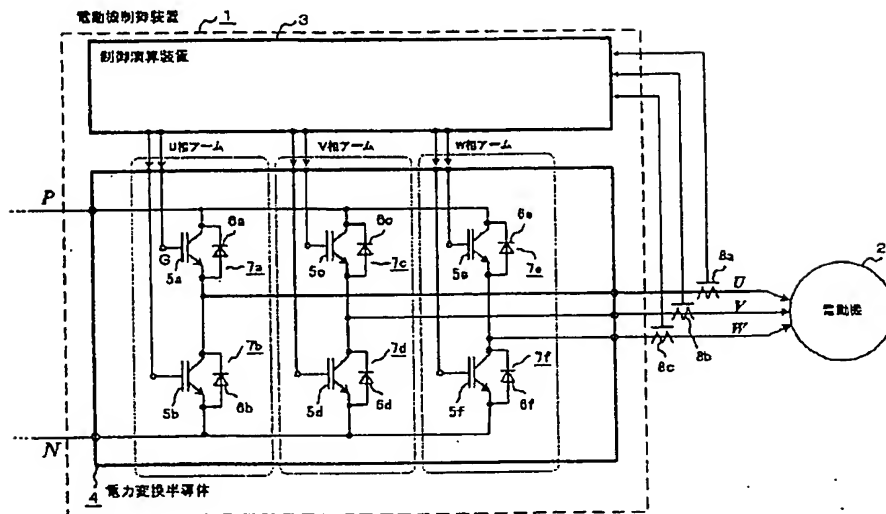 電動機制御装置 1 3
制御演算装置
U相アーム V相アーム W相アーム
P
6a 6c 6e
G
5a 7a 5c 7c 5e 7e
8a
2
U
V
W
電動機
8c 8b
7b 7d 7f
5b 6b 5d 6d 5f 6f
N
4 電力変換半導体